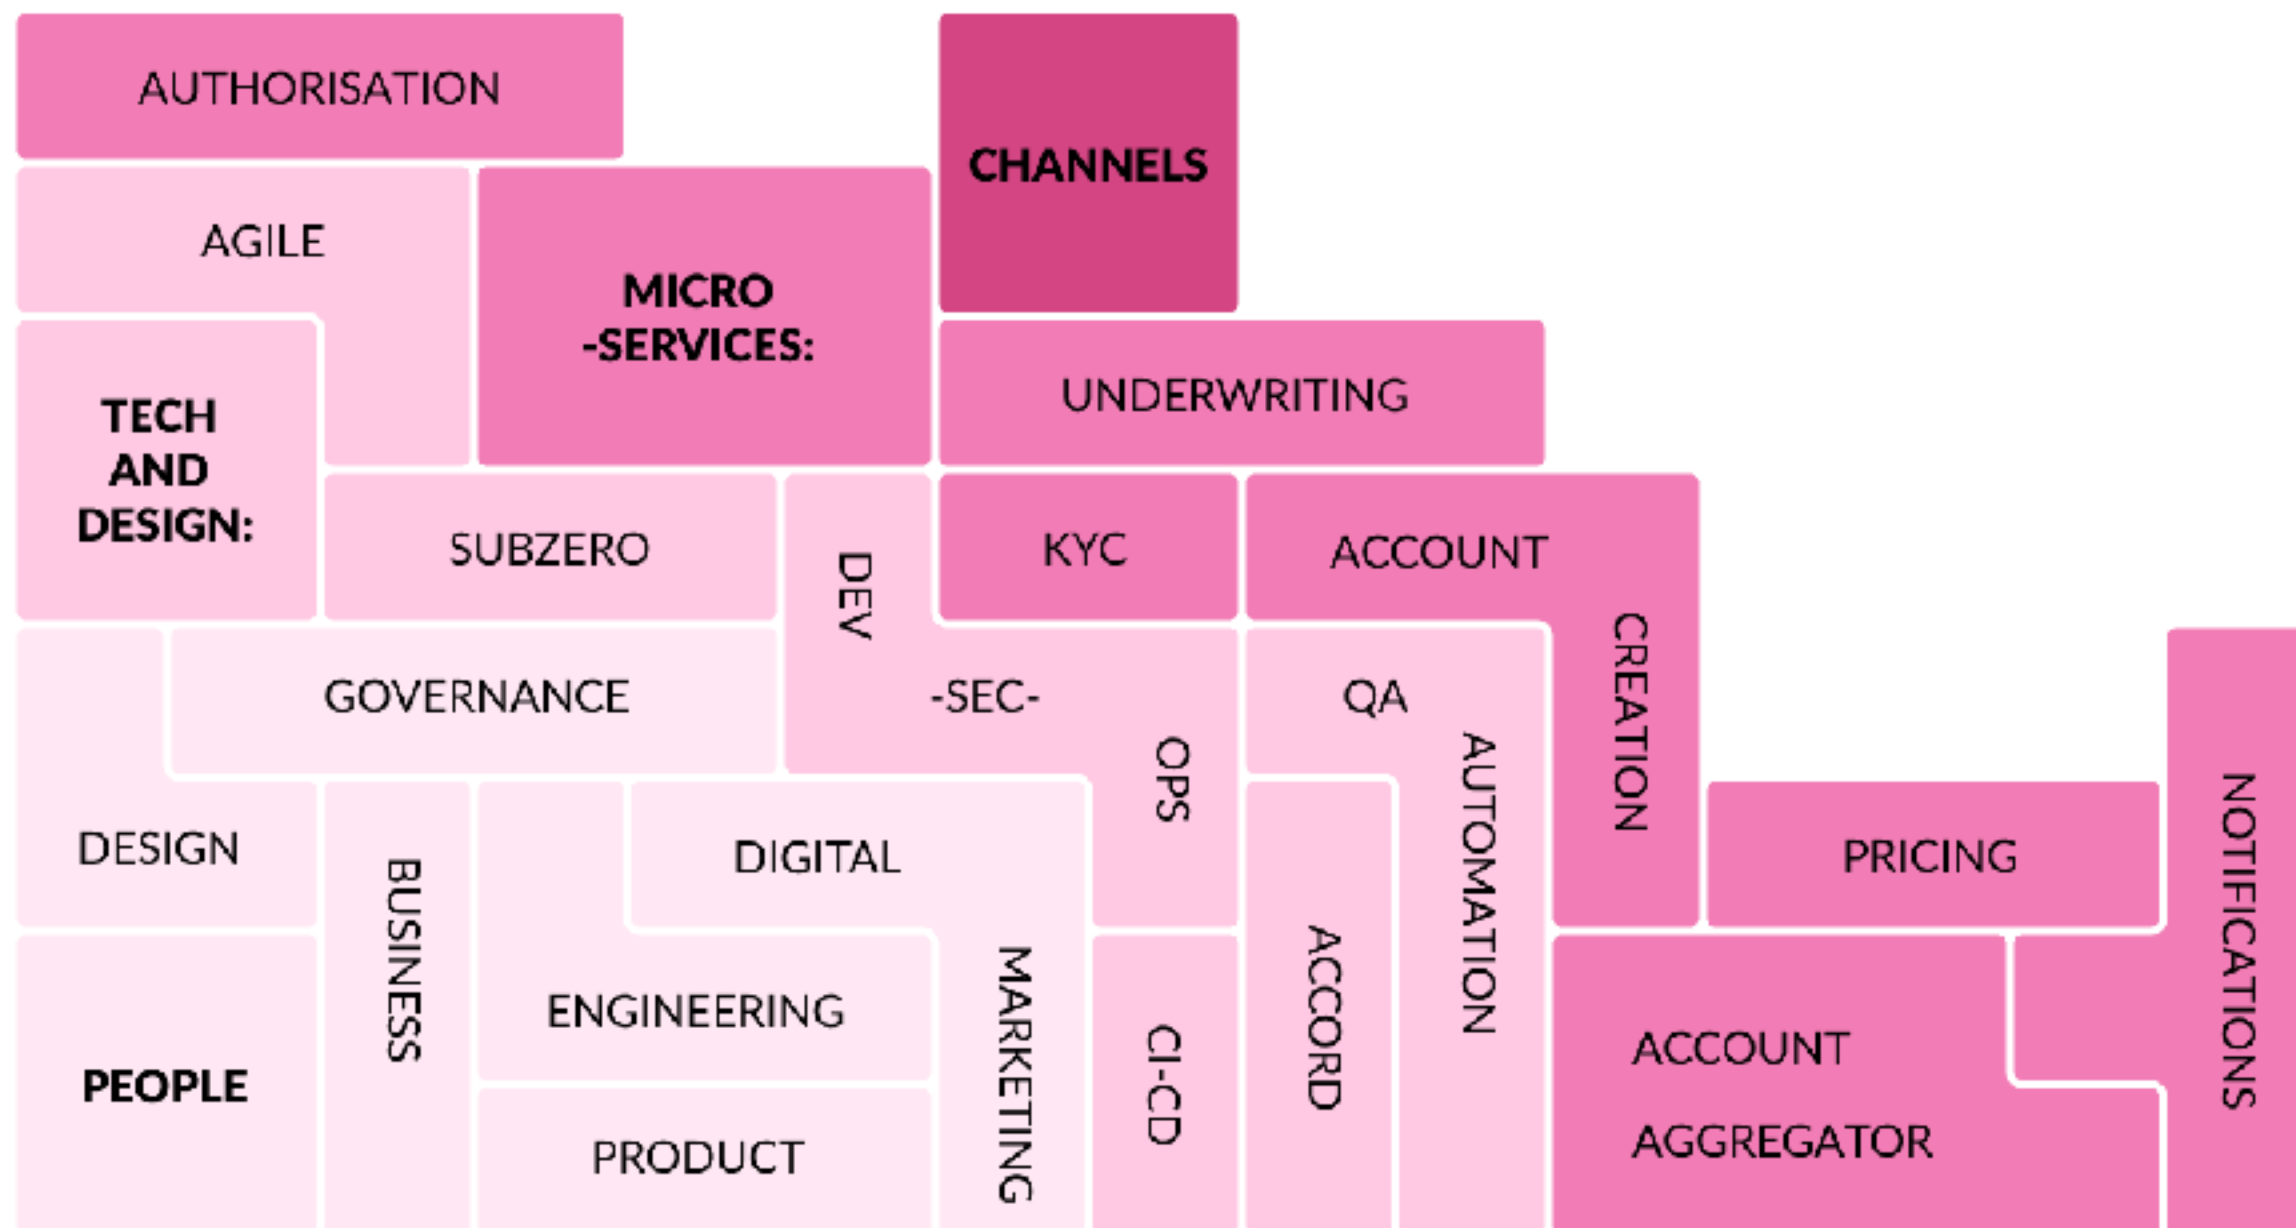 AUTHORISATION
CHANNELS
AGILE
MICRO
-SERVICES:
TECH
AND
DESIGN:
UNDERWRITING
SUBZERO
DEV
-SEC-
OPS
KYC
ACCOUNT
CREATION
GOVERNANCE
QA
AUTOMATION
DESIGN
BUSINESS
DIGITAL
MARKETING
PRICING
NOTIFICATIONS
ENGINEERING
ACCORD
CI-CD
ACCOUNT
AGGREGATOR
PEOPLE
PRODUCT